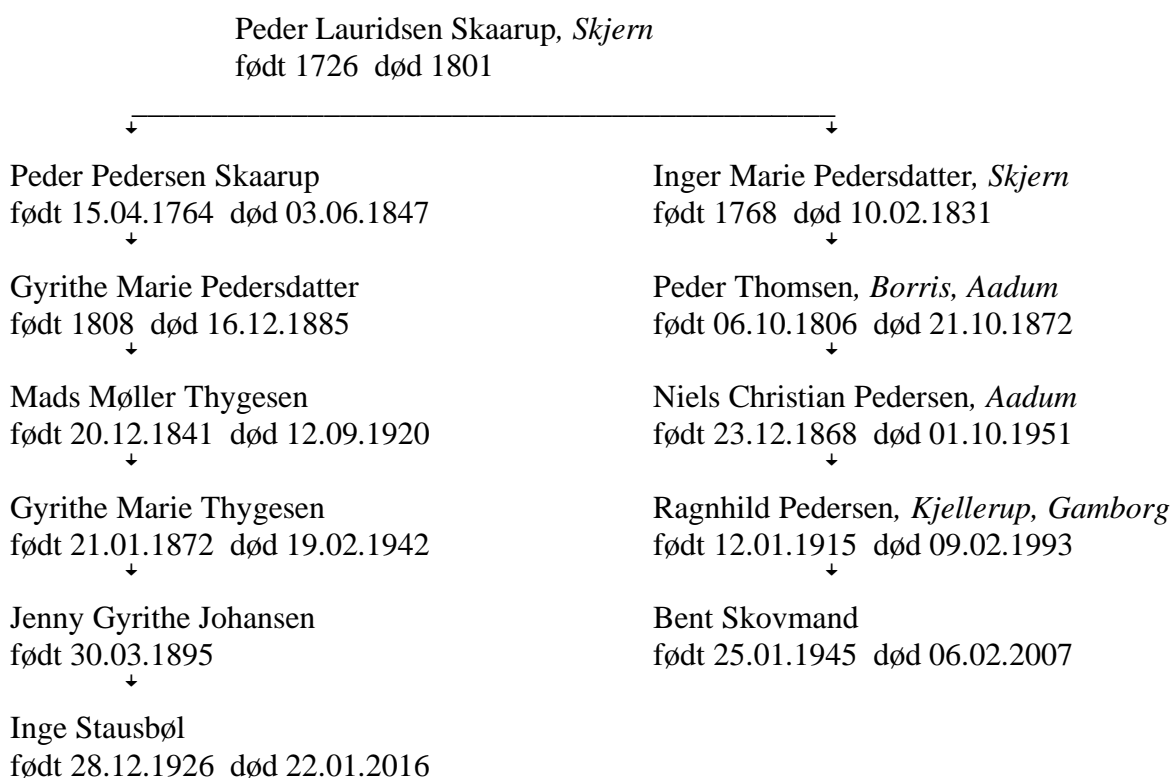 Peder Lauridsen Skaarup, Skjern
født 1726  død 1801
Peder Pedersen Skaarup
født 15.04.1764  død 03.06.1847
Gyrithe Marie Pedersdatter
født 1808  død 16.12.1885
Mads Møller Thygesen
født 20.12.1841  død 12.09.1920
Gyrithe Marie Thygesen
født 21.01.1872  død 19.02.1942
Jenny Gyrithe Johansen
født 30.03.1895
Inge Stausbøl
født 28.12.1926  død 22.01.2016
Inger Marie Pedersdatter, Skjern
født 1768  død 10.02.1831
Peder Thomsen, Borris, Aadum
født 06.10.1806  død 21.10.1872
Niels Christian Pedersen, Aadum
født 23.12.1868  død 01.10.1951
Ragnhild Pedersen, Kjellerup, Gamborg
født 12.01.1915  død 09.02.1993
Bent Skovmand
født 25.01.1945  død 06.02.2007